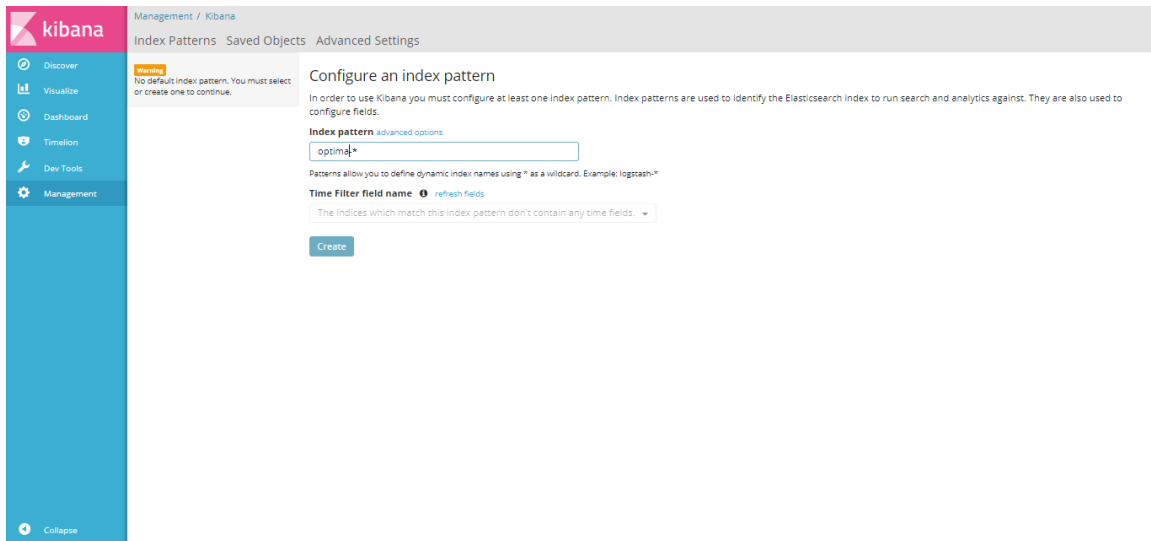 kibana
Discover
Visualize
Dashboard
Timelion
Dev Tools
Management
Collapse
Management / Kibana
Index Patterns Saved Objects Advanced Settings
Warning
No default index pattern. You must select
or create one to continue.
Configure an index pattern
In order to use Kibana you must configure at least one index pattern. Index patterns are used to identify the Elasticsearch index to run search and analytics against. They are also used to
configure fields.
Index pattern advanced options
optima-*
Patterns allow you to define dynamic index names using * as a wildcard. Example: logstash-*
Time Filter field name refresh fields
The indices which match this index pattern don't contain any time fields.
Create